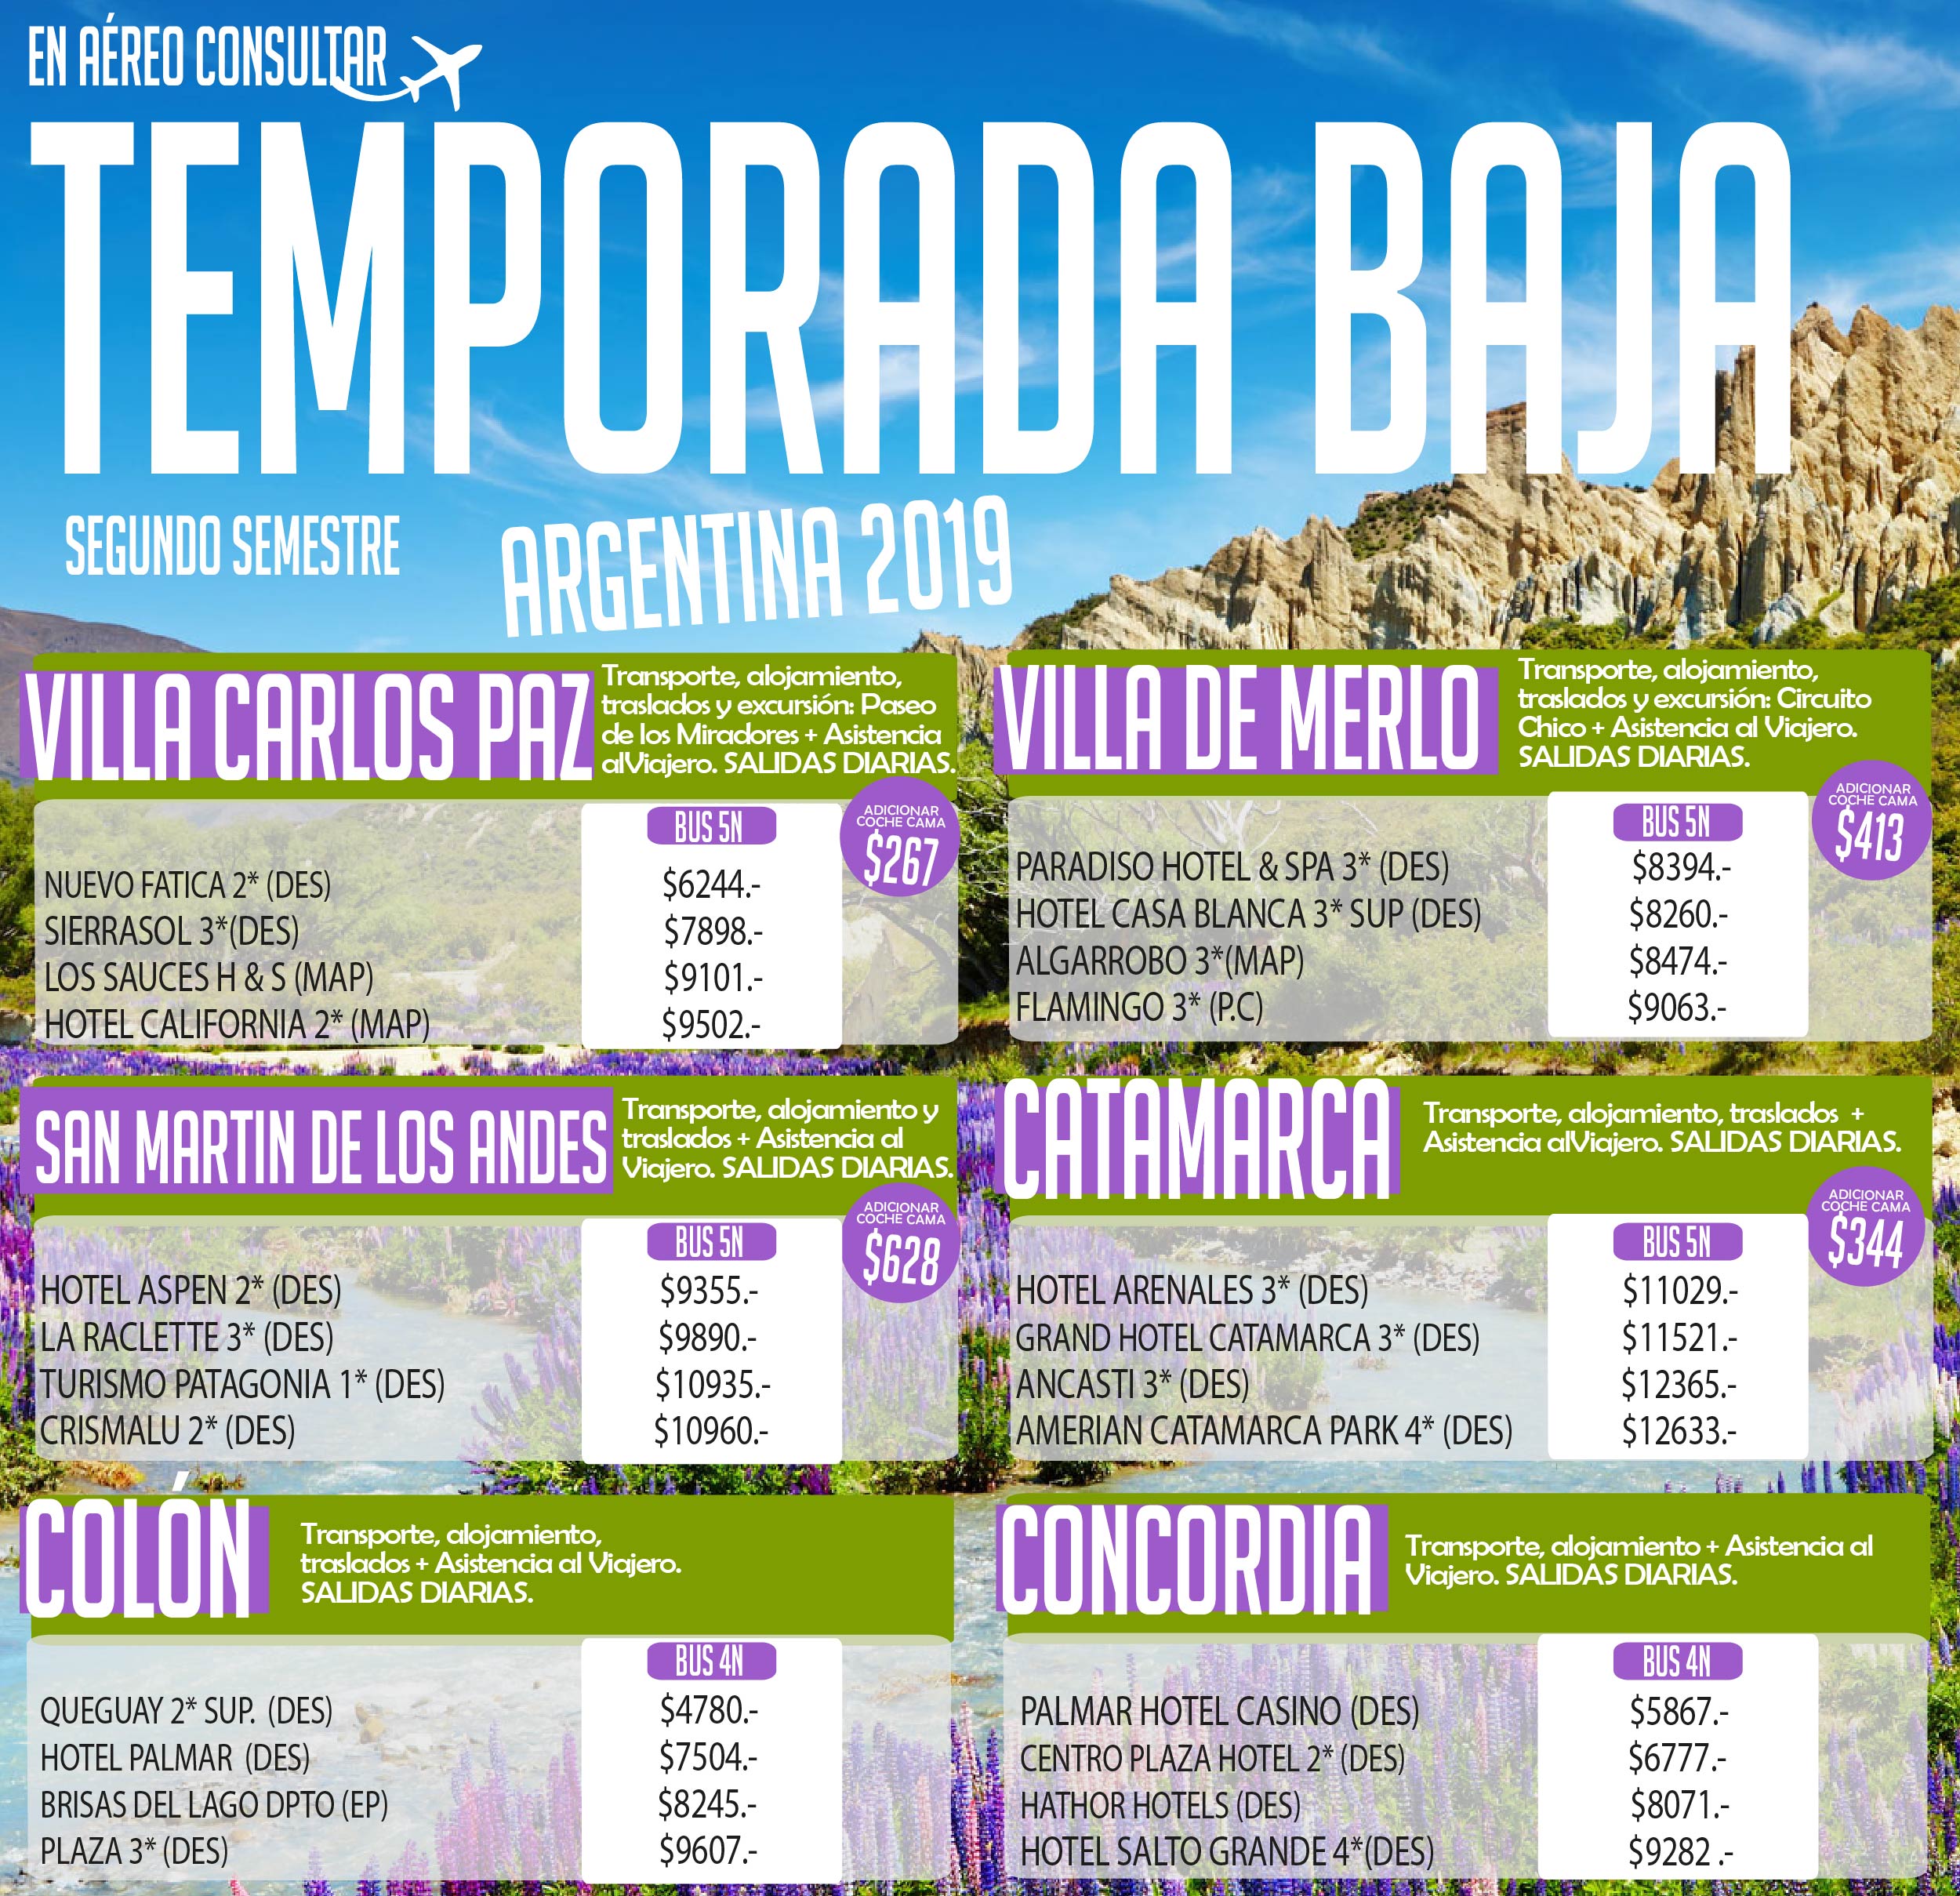 EN AÉREO CONSULTAR
TEMPORADA BAJA
SEGUNDO SEMESTRE
ARGENTINA 2019
VILLA CARLOS PAZ
Transporte, alojamiento,
traslados y excursión: Paseo
de los Miradores + Asistencia
alViajero. SALIDAS DIARIAS.
ADICIONAR
COCHE CAMA
$267
BUS 5N
NUEVO FATICA 2* (DES) $6244.-
SIERRASOL 3*(DES) $7898.-
LOS SAUCES H & S (MAP) $9101.-
HOTEL CALIFORNIA 2* (MAP) $9502.-
VILLA DE MERLO
Transporte, alojamiento,
traslados y excursión: Circuito
Chico + Asistencia al Viajero.
SALIDAS DIARIAS.
ADICIONAR
COCHE CAMA
$413
BUS 5N
PARADISO HOTEL & SPA 3* (DES) $8394.-
HOTEL CASA BLANCA 3* SUP (DES) $8260.-
ALGARROBO 3*(MAP) $8474.-
FLAMINGO 3* (P.C) $9063.-
SAN MARTIN DE LOS ANDES
Transporte, alojamiento y
traslados + Asistencia al
Viajero. SALIDAS DIARIAS.
ADICIONAR
COCHE CAMA
$628
BUS 5N
HOTEL ASPEN 2* (DES) $9355.-
LA RACLETTE 3* (DES) $9890.-
TURISMO PATAGONIA 1* (DES) $10935.-
CRISMALU 2* (DES) $10960.-
CATAMARCA
Transporte, alojamiento, traslados +
Asistencia alViajero. SALIDAS DIARIAS.
ADICIONAR
COCHE CAMA
$344
BUS 5N
HOTEL ARENALES 3* (DES) $11029.-
GRAND HOTEL CATAMARCA 3* (DES) $11521.-
ANCASTI 3* (DES) $12365.-
AMERIAN CATAMARCA PARK 4* (DES) $12633.-
COLÓN
Transporte, alojamiento,
traslados + Asistencia al Viajero.
SALIDAS DIARIAS.
BUS 4N
QUEGUAY 2* SUP. (DES) $4780.-
HOTEL PALMAR (DES) $7504.-
BRISAS DEL LAGO DPTO (EP) $8245.-
PLAZA 3* (DES) $9607.-
CONCORDIA
Transporte, alojamiento + Asistencia al
Viajero. SALIDAS DIARIAS.
BUS 4N
PALMAR HOTEL CASINO (DES) $5867.-
CENTRO PLAZA HOTEL 2* (DES) $6777.-
HATHOR HOTELS (DES) $8071.-
HOTEL SALTO GRANDE 4*(DES) $9282 .-